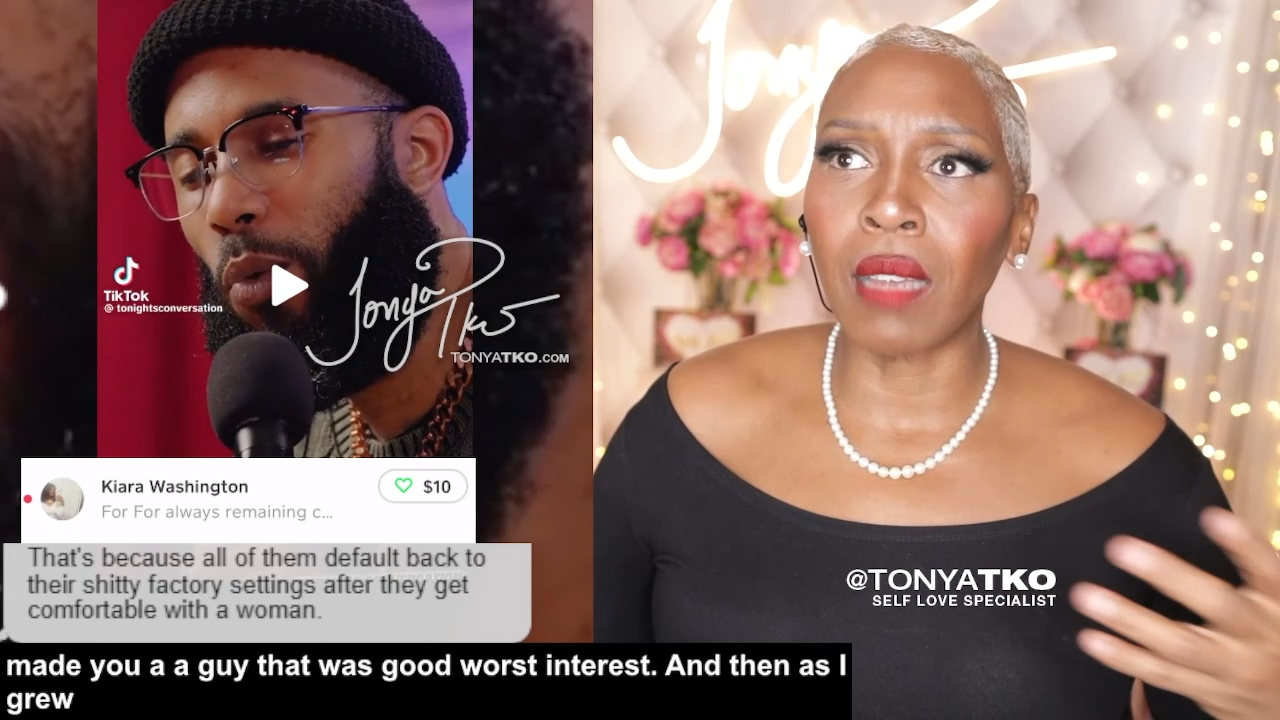 Tonya
TikTok
@ tonightsconversation
Tonya Tko
TONYATKO.COM
Kiara Washington
$10
For For always remaining c...
That's because all of them default back to
their shitty factory settings after they get
comfortable with a woman.
@TONYATKO
SELF LOVE SPECIALIST
made you a a guy that was good worst interest. And then as I
grew